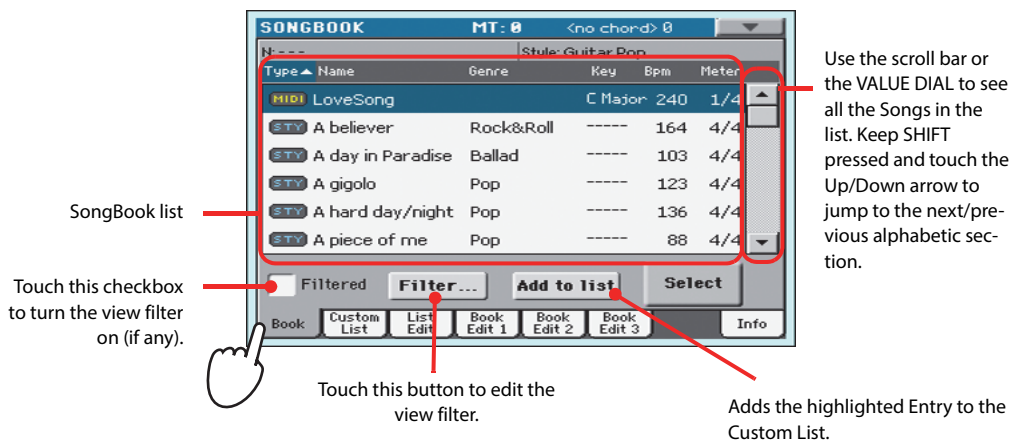 SONGBOOK MT: 0 <no chord> 0
N:--- Style: Guitar Pop
Type Name Genre Key Bpm Meter
MIDI LoveSong C Major 240 1/4
STY A believer Rock&Roll ----- 164 4/4
STY A day in Paradise Ballad ----- 103 4/4
STY A gigolo Pop ----- 123 4/4
STY A hard day/night Pop ----- 136 4/4
STY A piece of me Pop ----- 88 4/4
Filtered Filter... Add to list Select
Book Custom List List Edit Book Edit 1 Book Edit 2 Book Edit 3 Info
SongBook list
Touch this checkbox
to turn the view filter
on (if any).
Use the scroll bar or
the VALUE DIAL to see
all the Songs in the
list. Keep SHIFT
pressed and touch the
Up/Down arrow to
jump to the next/pre-
vious alphabetic sec-
tion.
Touch this button to edit the
view filter.
Adds the highlighted Entry to the
Custom List.